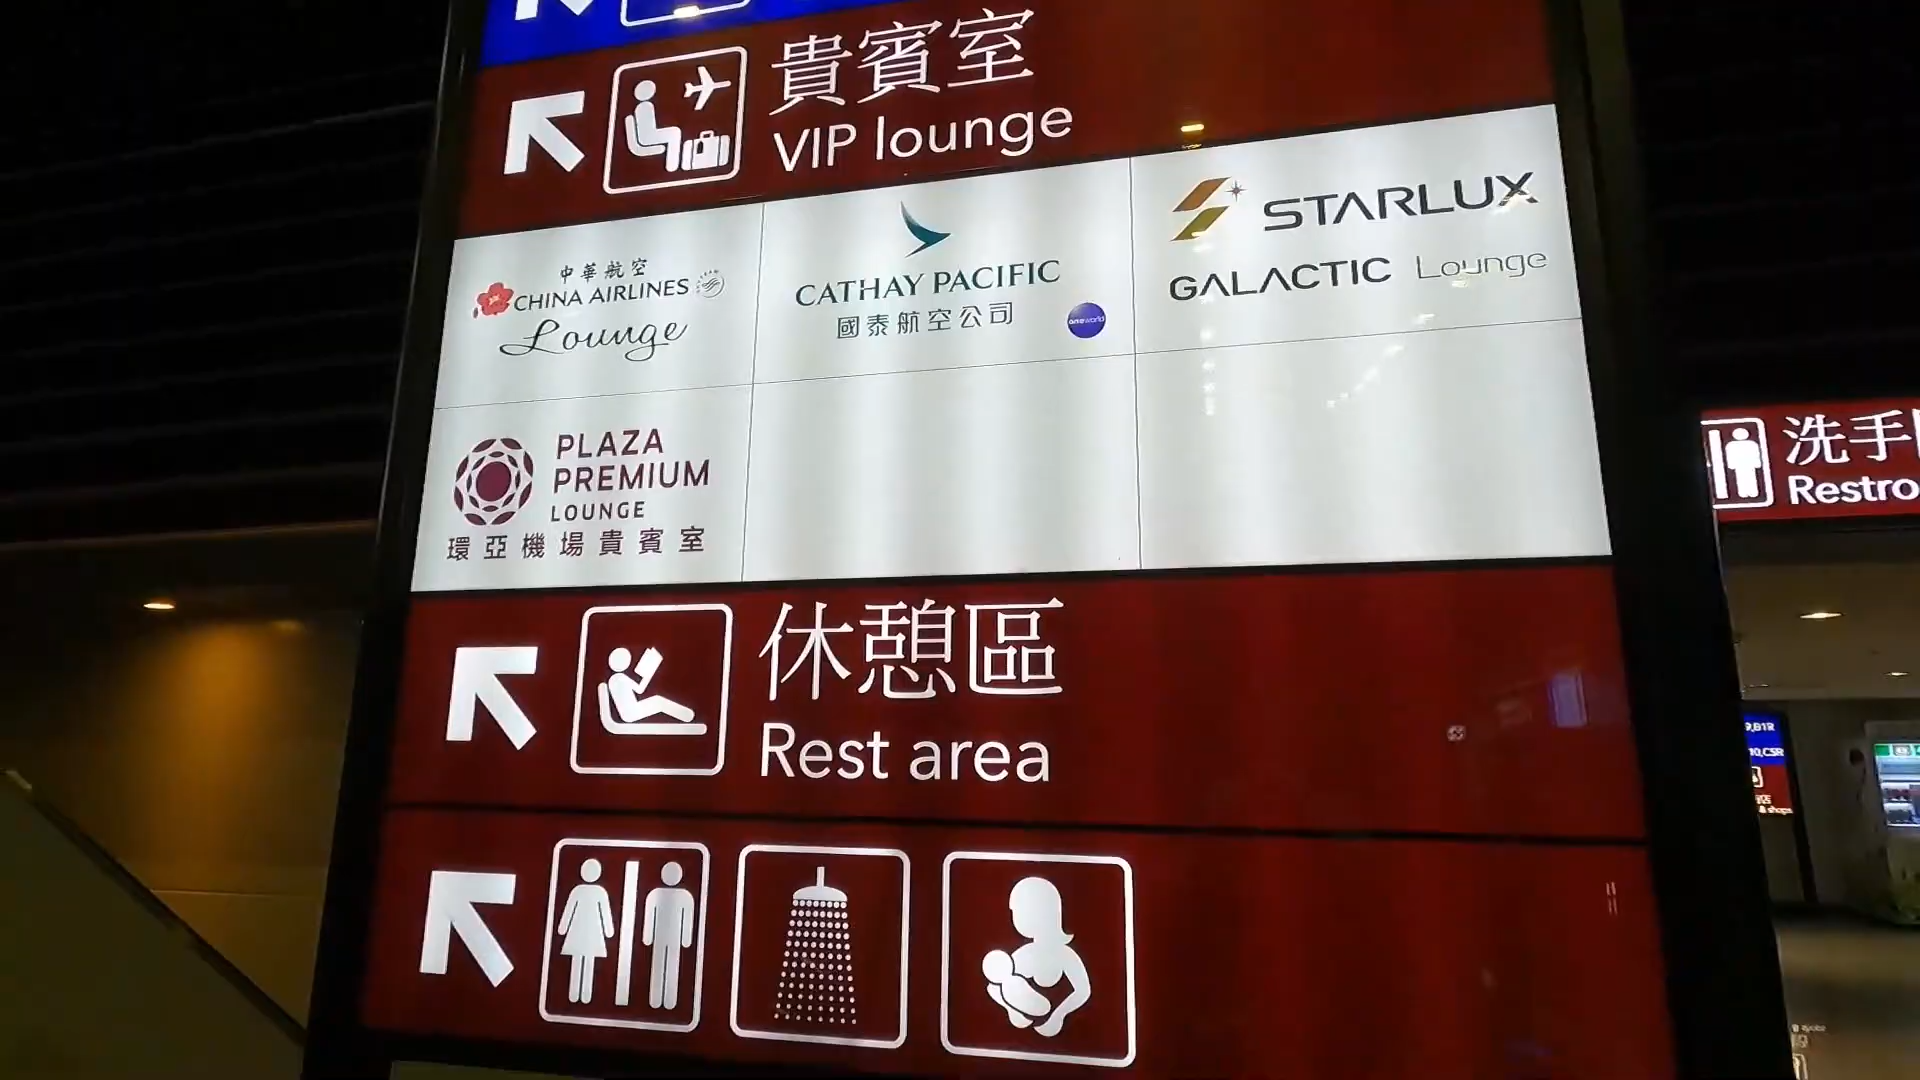 貴賓室
VIP lounge
中華航空
CHINA AIRLINES
Lounge
CATHAY PACIFIC
國泰航空公司
oneworld
STARLUX
GALACTIC Lounge
PLAZA
PREMIUM
LOUNGE
環亞機場貴賓室
休憩區
Rest area
洗手
Restro